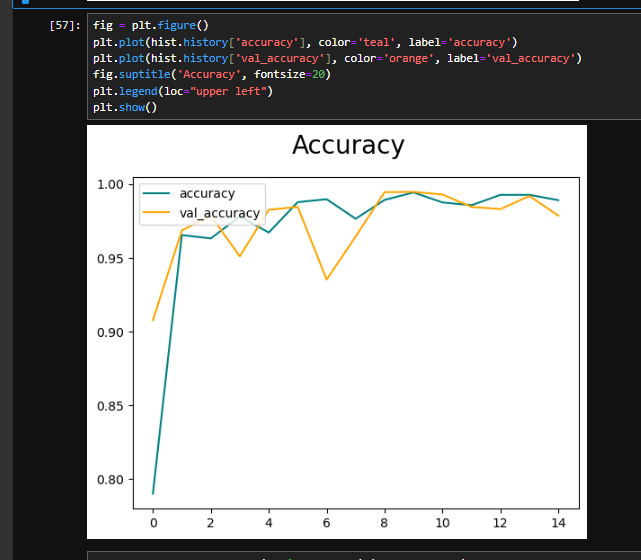 [57]: fig = plt.figure()
plt.plot(hist.history['accuracy'], color='teal', label='accuracy')
plt.plot(hist.history['val_accuracy'], color='orange', label='val_accuracy')
fig.suptitle('Accuracy', fontsize=20)
plt.legend(loc="upper left")
plt.show()
Accuracy
accuracy
val_accuracy
1.00
0.95
0.90
0.85
0.80
0 2 4 6 8 10 12 14